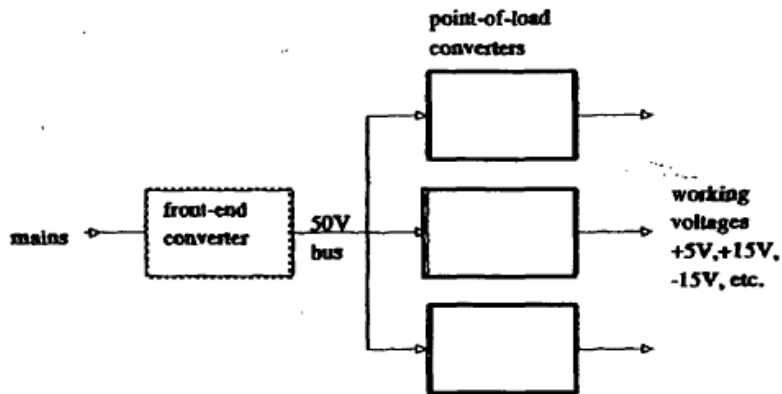 point-of-load
converters
mains
front-end
converter
50V
bus
working
voltages
+5V,+15V,
-15V, etc.